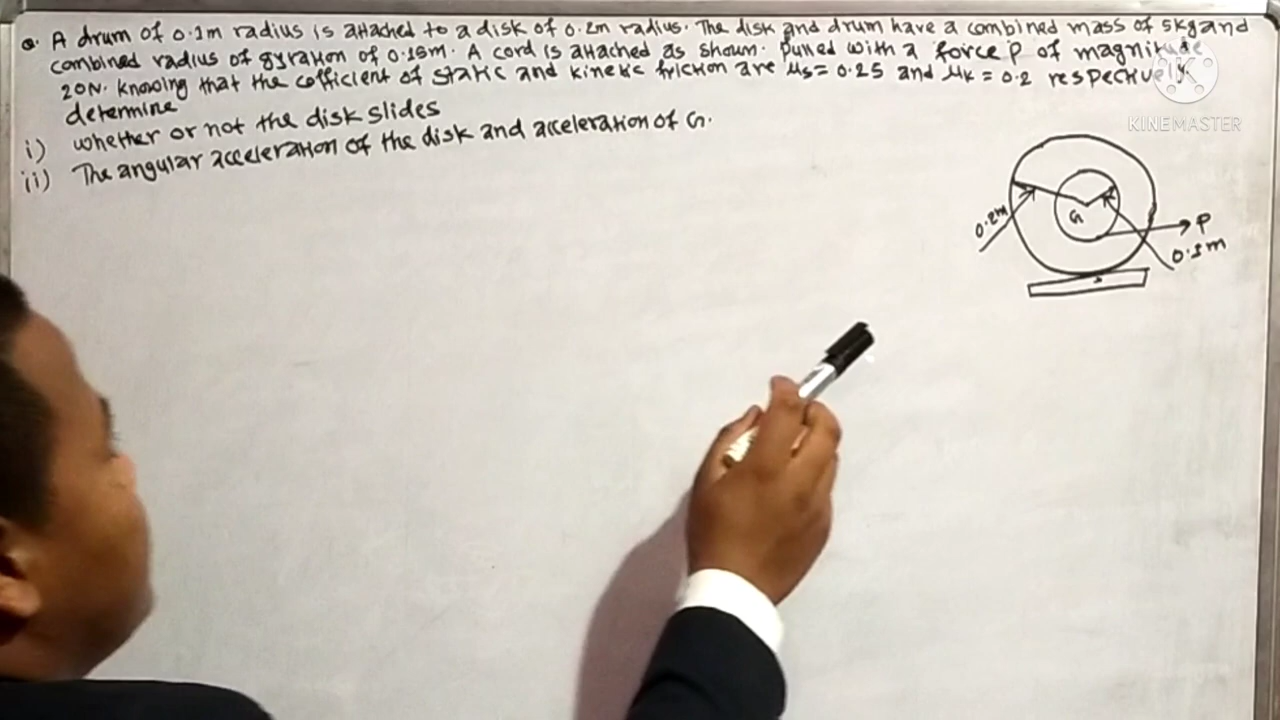 Q. A drum of 0.1m radius is attached to a disk of 0.2m radius. The disk and drum have a combined mass of 5kg and
combined radius of gyration of 0.15m. A cord is attached as shown. Pulled with a force P of magnitude
20N. knowing that the cofficient of static and kinetic friction are μs = 0.25 and μk = 0.2 respectively
determine
i) whether or not the disk slides
ii) The angular acceleration of the disk and acceleration of G.
KINEMASTER
0.2m
G
P
0.1m